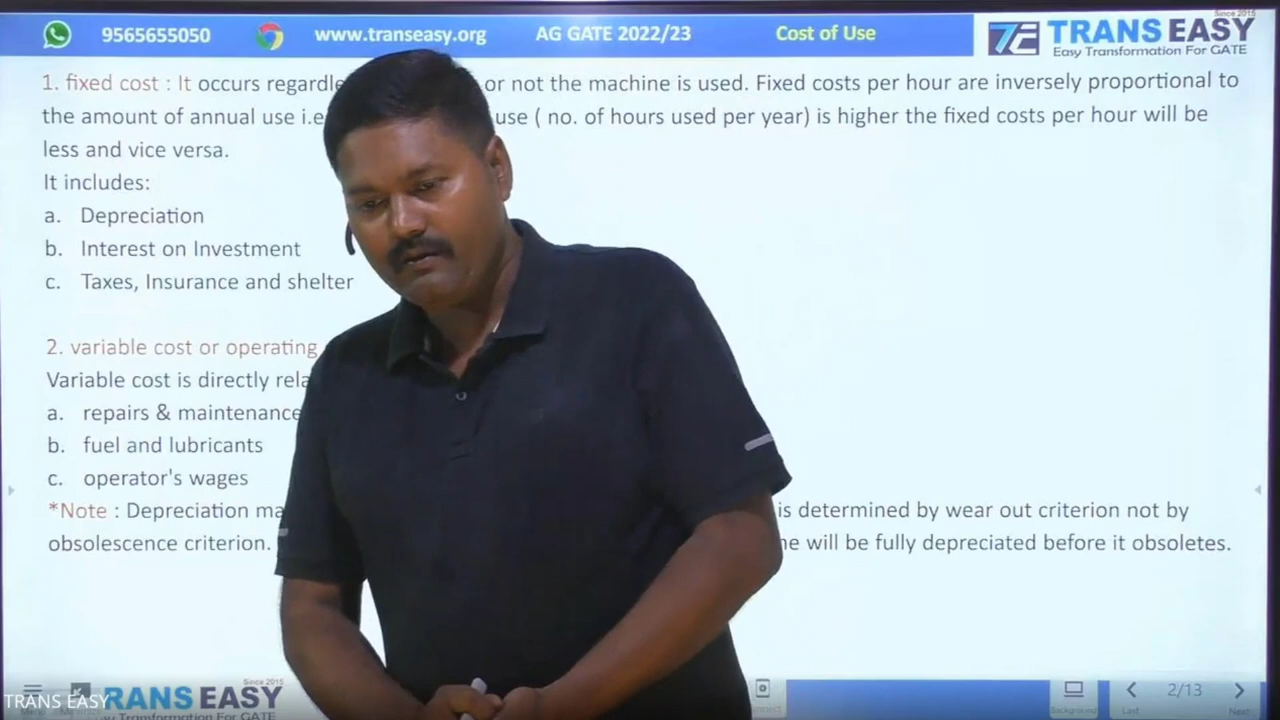 9565655050 www.transeasy.org AG GATE 2022/23 Cost of Use
Since 2015
TRANS EASY
Easy Transformation For GATE
1. fixed cost : It occurs or not the machine is used. Fixed costs per hour are inversely proportional to
the amount of annual use i.e use ( no. of hours used per year) is higher the fixed costs per hour will be
less and vice versa.
It includes:
a. Depreciation
b. Interest on Investment
c. Taxes, Insurance and shelter
2. variable cost or operating
Variable cost is directly
a. repairs & maintenance
b. fuel and lubricants
c. operator's wages
*Note : Depreciation is determined by wear out criterion not by
obsolescence criterion. will be fully depreciated before it obsoletes.
Since 2015
TRANS EASY
TRANS EASY
Transformation For GATE
Background
Last 2/13 Next